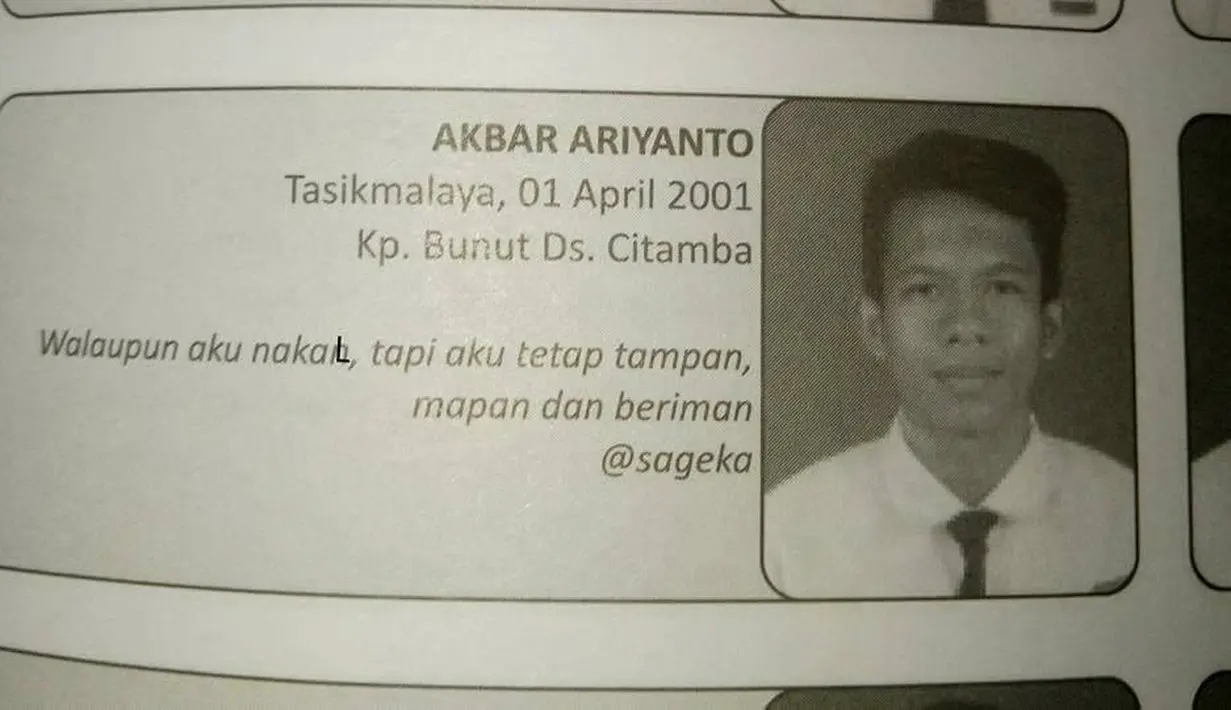 AKBAR ARIYANTO
Tasikmalaya, 01 April 2001
Kp. Bunut Ds. Citamba
Walaupun aku nakaL, tapi aku tetap tampan,
mapan dan beriman
@sageka